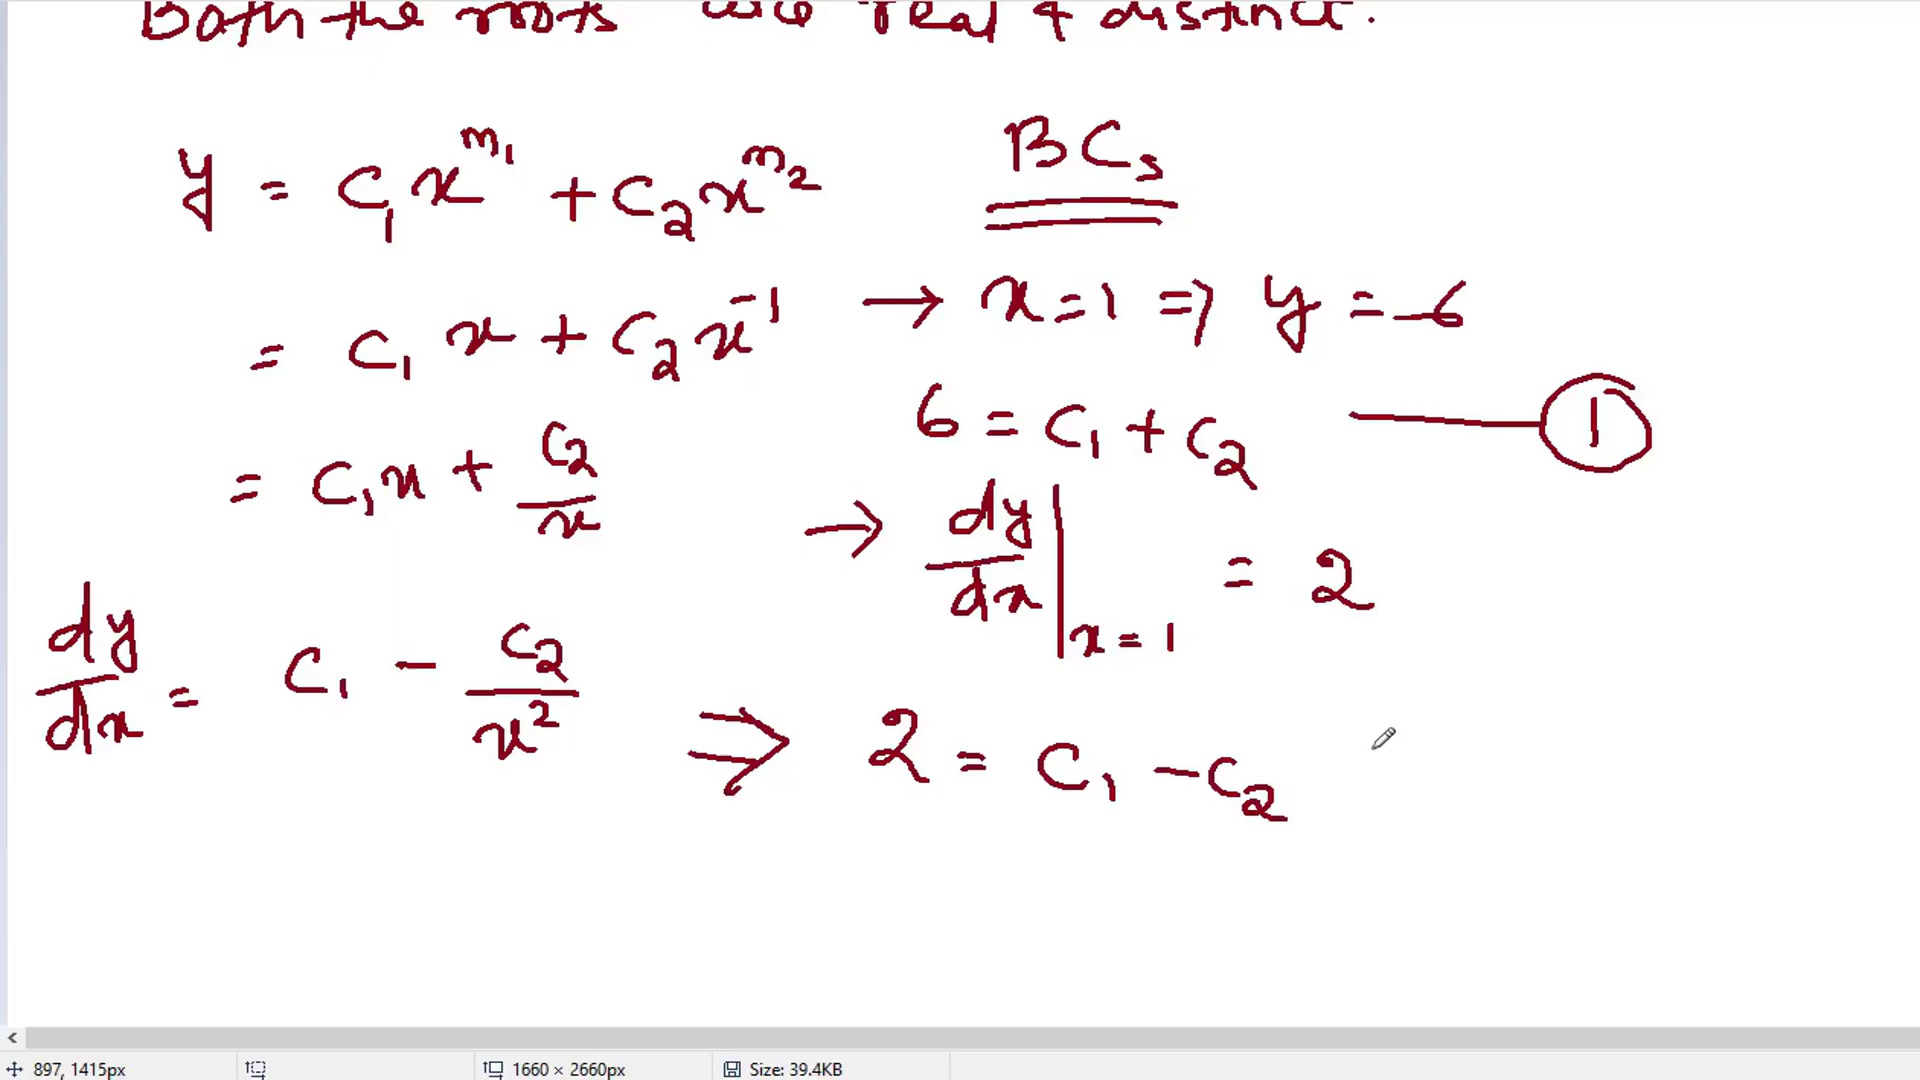 Both the roots are real & distinct.
y = C₁x^m₁ + C₂x^m₂
BCs
= C₁ x + C₂x⁻¹
→ x=1 ⇒ y = 6
= C₁x + C₂/x
6 = C₁ + C₂ —— ①
→ dy/dx |ₓ₌₁ = 2
dy/dx = C₁ - C₂/x²
⇒ 2 = C₁ - C₂
897, 1415px
1660 × 2660px
Size: 39.4KB